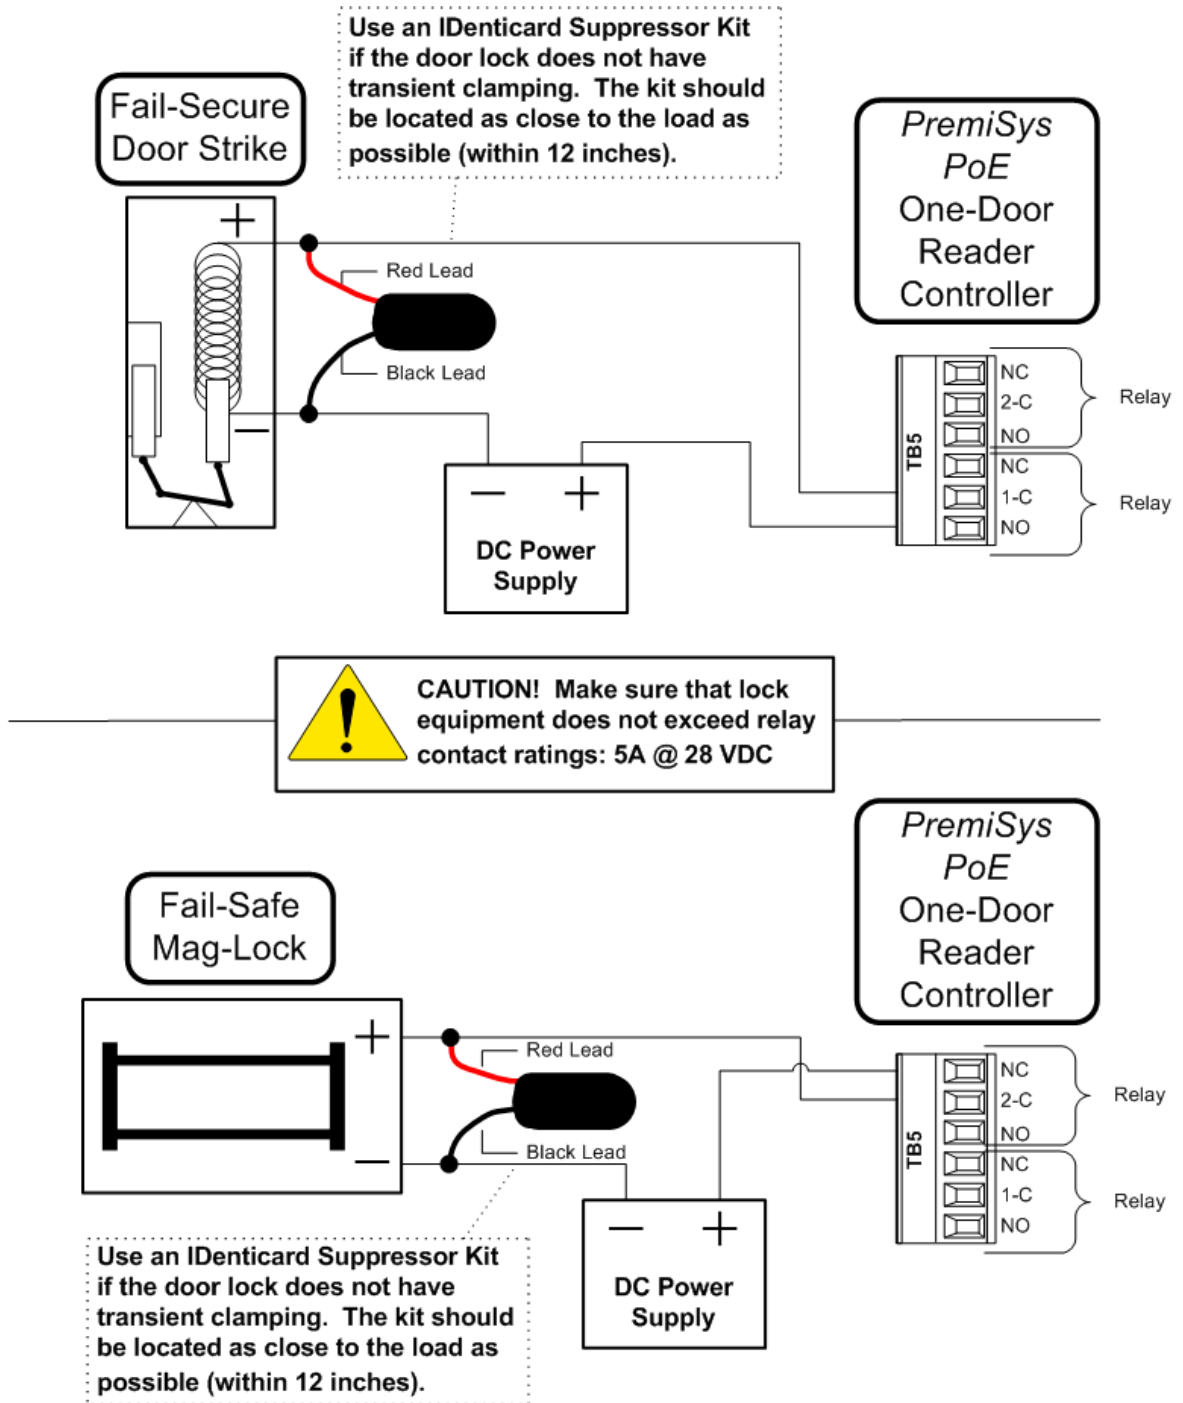 Use an IDenticard Suppressor Kit
if the door lock does not have
transient clamping.  The kit should
be located as close to the load as
possible (within 12 inches).
Fail-Secure
Door Strike
PremiSys
PoE
One-Door
Reader
Controller
+
Red Lead
Black Lead
—
NC
2-C
NO
NC
1-C
NO
TB5
Relay
Relay
— +
DC Power
Supply
!
CAUTION!  Make sure that lock
equipment does not exceed relay
contact ratings: 5A @ 28 VDC
PremiSys
PoE
One-Door
Reader
Controller
Fail-Safe
Mag-Lock
+
Red Lead
Black Lead
—
NC
2-C
NO
NC
1-C
NO
TB5
Relay
Relay
— +
DC Power
Supply
Use an IDenticard Suppressor Kit
if the door lock does not have
transient clamping.  The kit should
be located as close to the load as
possible (within 12 inches).